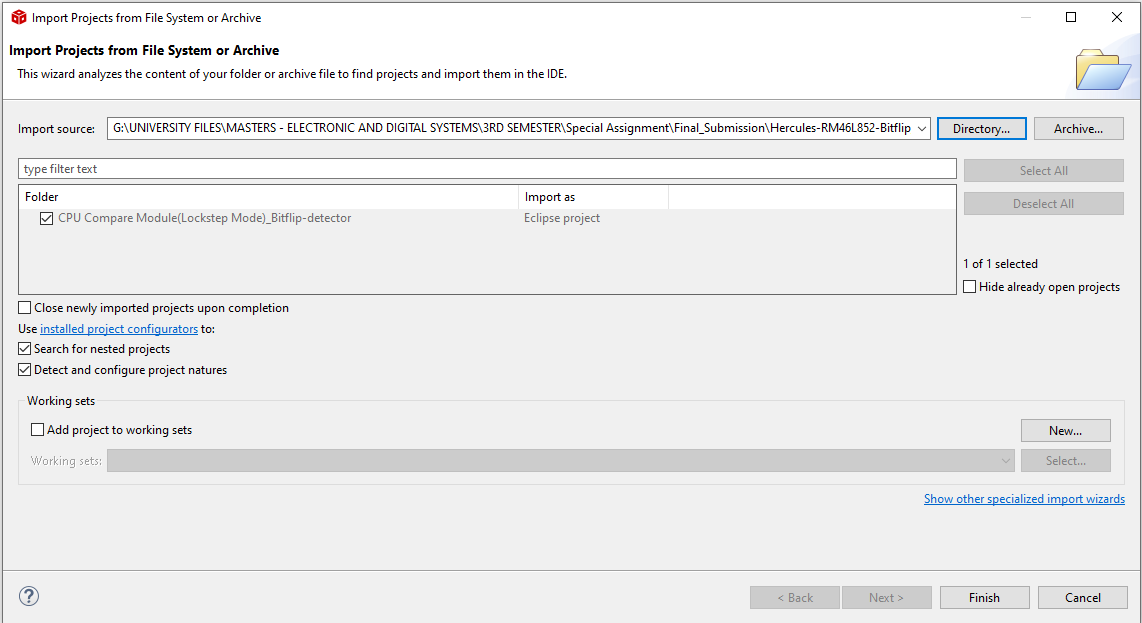 Import Projects from File System or Archive
Import Projects from File System or Archive
This wizard analyzes the content of your folder or archive file to find projects and import them in the IDE.
Import source: G:\UNIVERSITY FILES\MASTERS - ELECTRONIC AND DIGITAL SYSTEMS\3RD SEMESTER\Special Assignment\Final_Submission\Hercules-RM46L852-Bitflip Directory... Archive...
type filter text Select All
Folder Import as
Deselect All
CPU Compare Module(Lockstep Mode)_Bitflip-detector Eclipse project
1 of 1 selected
Hide already open projects
Close newly imported projects upon completion
Use installed project configurators to:
Search for nested projects
Detect and configure project natures
Working sets
Add project to working sets New...
Working sets: Select...
Show other specialized import wizards
? < Back Next > Finish Cancel